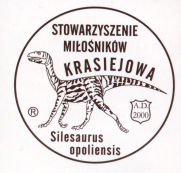 STOWARZYSZENIE
MIŁOŚNIKÓW
KRASIEJOWA
A.D.
2000
®
Silesaurus
opoliensis